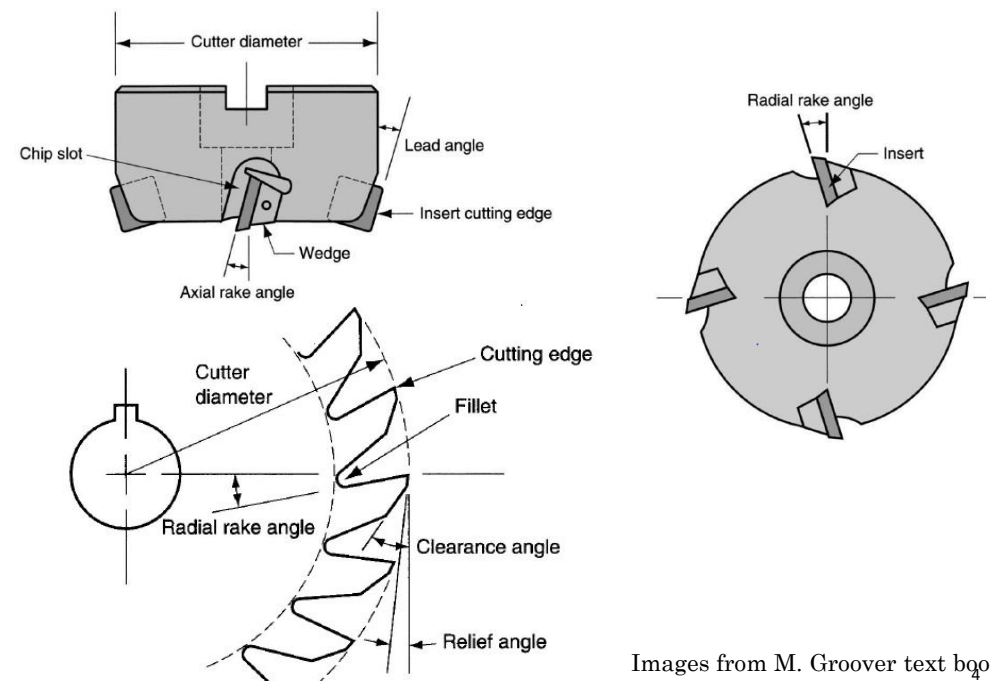 Cutter diameter
Lead angle
Chip slot
Insert cutting edge
Wedge
Axial rake angle
Radial rake angle
Insert
Cutter
diameter
Cutting edge
Fillet
Radial rake angle
Clearance angle
Relief angle
Images from M. Groover text boo
4